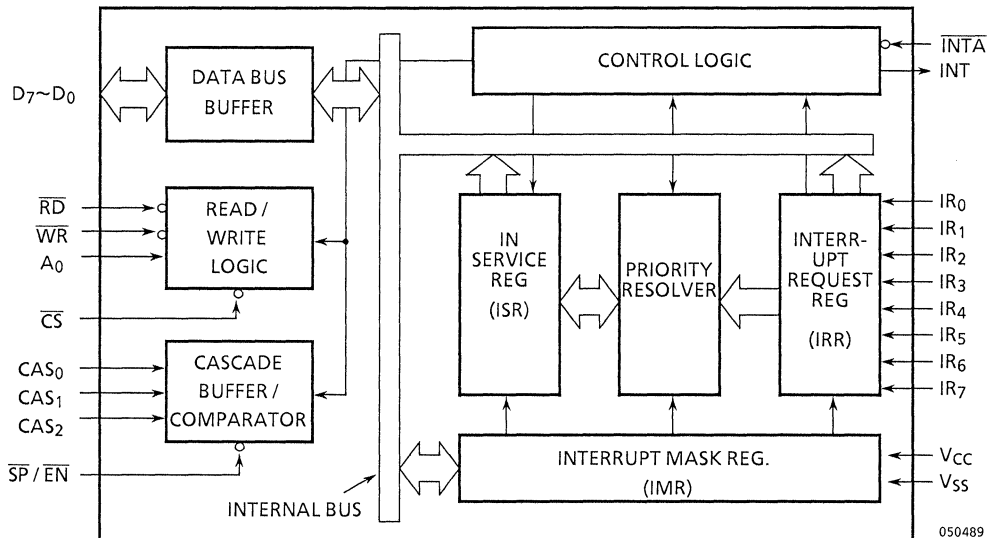 D7~D0
DATA BUS
BUFFER
CONTROL LOGIC
INTA
INT
RD
WR
A0
CS
READ /
WRITE
LOGIC
IN
SERVICE
REG
(ISR)
PRIORITY
RESOLVER
INTER-
RUPT
REQUEST
REG
(IRR)
IR0
IR1
IR2
IR3
IR4
IR5
IR6
IR7
CAS0
CAS1
CAS2
SP / EN
CASCADE
BUFFER /
COMPARATOR
INTERRUPT MASK REG.
(IMR)
VCC
VSS
INTERNAL BUS
050489